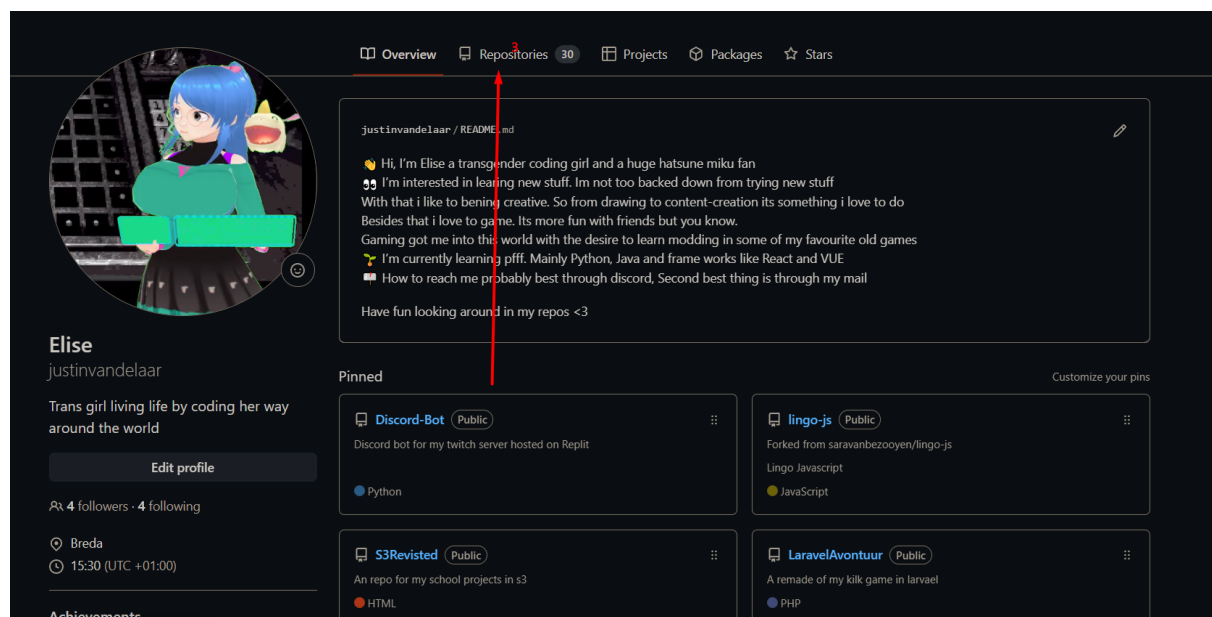 Overview Repositories 30 Projects Packages Stars
3
justinvandelaar / README.md
👋 Hi, I'm Elise a transgender coding girl and a huge hatsune miku fan
👀 I'm interested in learing new stuff. Im not too backed down from trying new stuff
With that i like to bening creative. So from drawing to content-creation its something i love to do
Besides that i love to game. Its more fun with friends but you know.
Gaming got me into this world with the desire to learn modding in some of my favourite old games
🌱 I'm currently learning pfff. Mainly Python, Java and frame works like React and VUE
📫 How to reach me probably best through discord, Second best thing is through my mail
Have fun looking around in my repos <3
Elise
justinvandelaar
Trans girl living life by coding her way
around the world
Edit profile
4 followers · 4 following
Breda
15:30 (UTC +01:00)
Achievements
Pinned
Customize your pins
Discord-Bot Public
Discord bot for my twitch server hosted on Replit
Python
lingo-js Public
Forked from saravanbezooyen/lingo-js
Lingo Javascript
JavaScript
S3Revisted Public
An repo for my school projects in s3
HTML
LaravelAvontuur Public
A remade of my kilk game in larvael
PHP